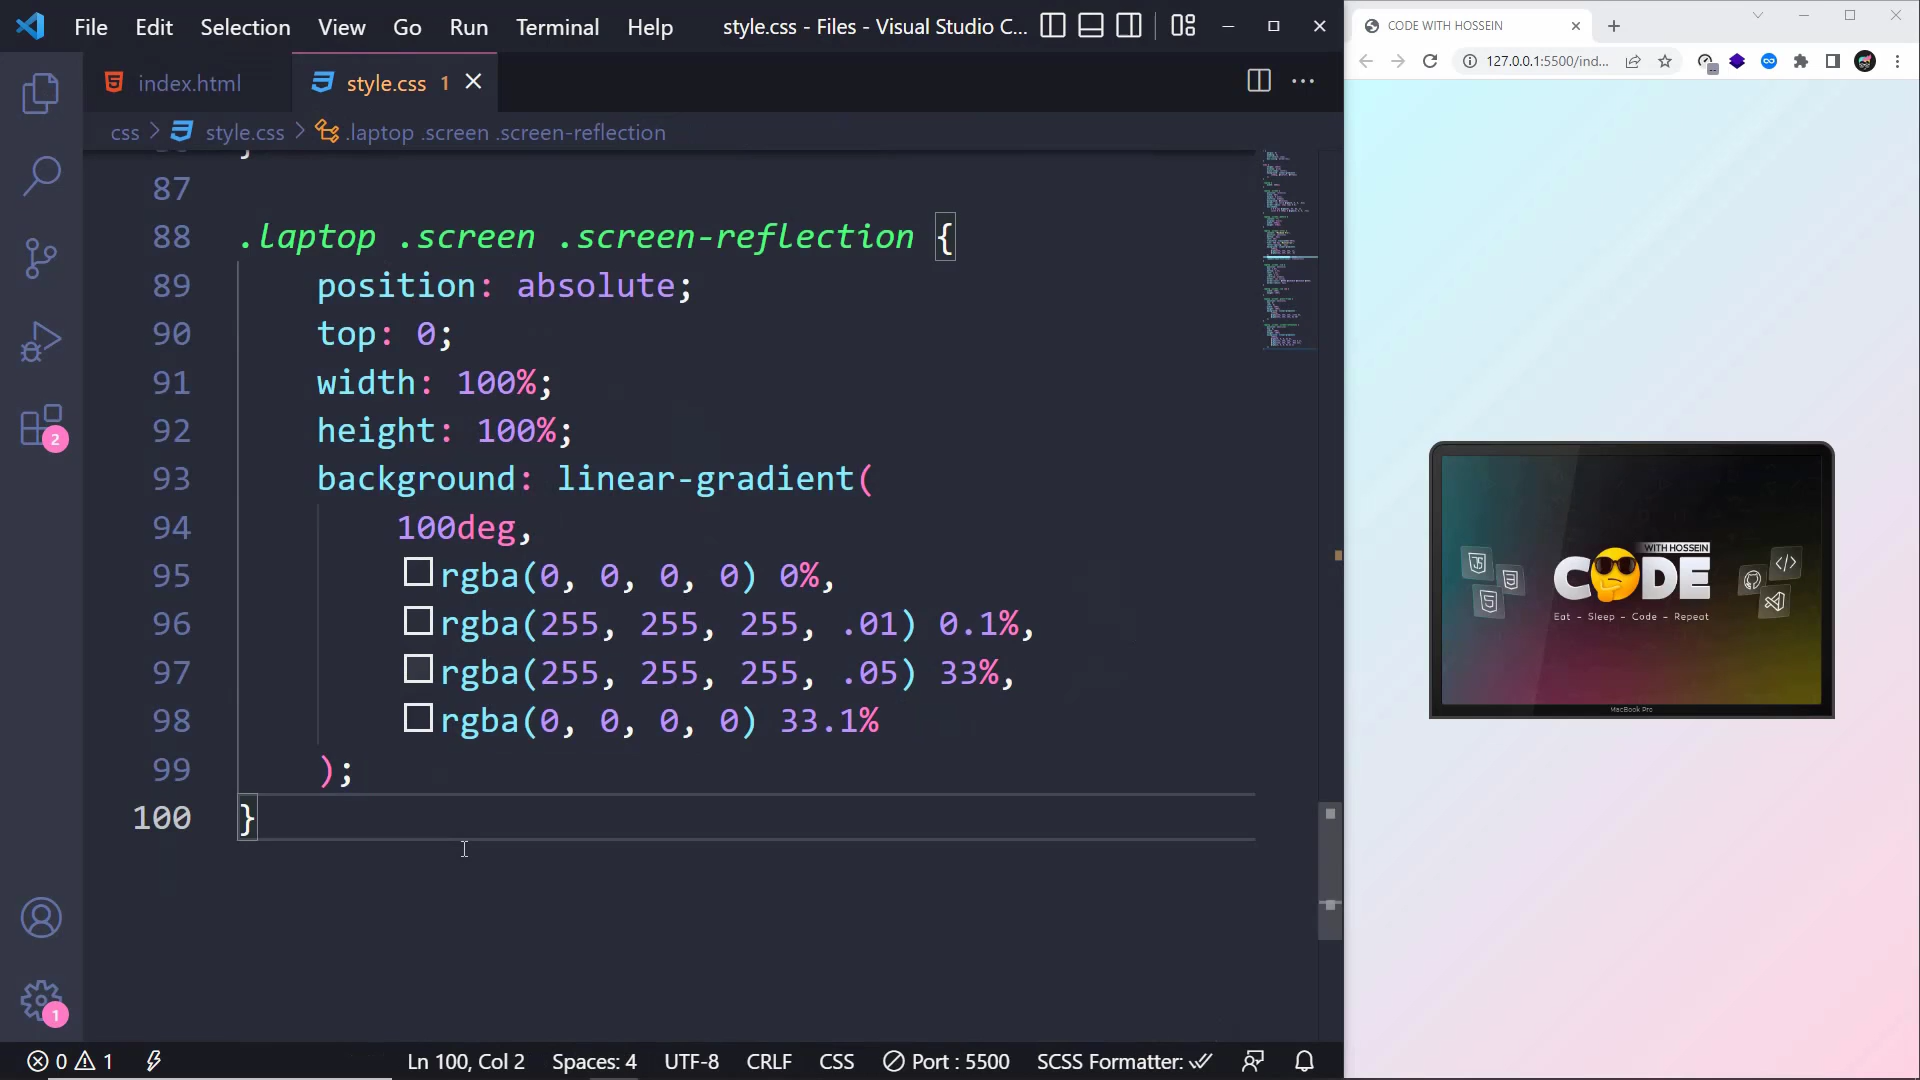 File Edit Selection View Go Run Terminal Help style.css - Files - Visual Studio C...
index.html style.css 1
css > style.css > .laptop .screen .screen-reflection
87
88 .laptop .screen .screen-reflection {
89 position: absolute;
90 top: 0;
91 width: 100%;
92 height: 100%;
93 background: linear-gradient(
94 100deg,
95 rgba(0, 0, 0, 0) 0%,
96 rgba(255, 255, 255, .01) 0.1%,
97 rgba(255, 255, 255, .05) 33%,
98 rgba(0, 0, 0, 0) 33.1%
99 );
100 }
2
1
0 1 Ln 100, Col 2 Spaces: 4 UTF-8 CRLF CSS Port : 5500 SCSS Formatter:
CODE WITH HOSSEIN
127.0.0.1:5500/ind...
WITH HOSSEIN
CODE
Eat - Sleep - Code - Repeat
MacBook Pro